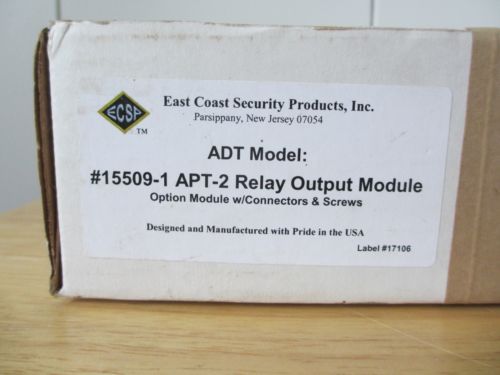 ECSP
TM
East Coast Security Products, Inc.
Parsippany, New Jersey 07054
ADT Model:
#15509-1 APT-2 Relay Output Module
Option Module w/Connectors & Screws
Designed and Manufactured with Pride in the USA
Label #17106